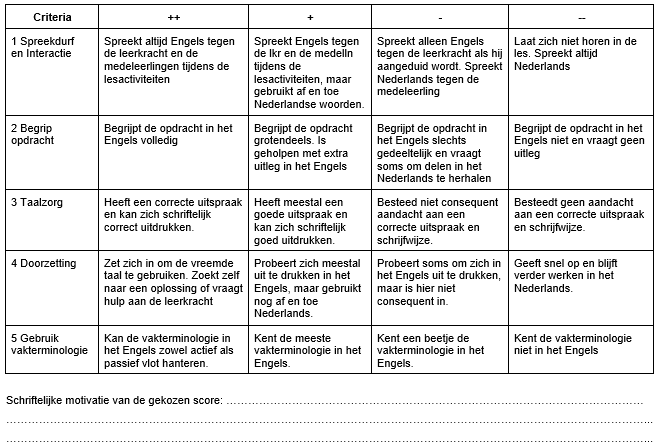 Criteria ++ + - --
1 Spreekdurf en Interactie
Spreekt altijd Engels tegen
de leerkracht en de
medeleerlingen tijdens de
lesactiviteiten
Spreekt Engels tegen
de lkr en de medelln
tijdens de
lesactiviteiten, maar
gebruikt af en toe
Nederlandse woorden.
Spreekt alleen Engels
tegen de leerkracht als hij
aangeduid wordt. Spreekt
Nederlands tegen de
medeleerling
Laat zich niet horen in de
les. Spreekt altijd
Nederlands
2 Begrip
opdracht
Begrijpt de opdracht in het
Engels volledig
Begrijpt de opdracht
grotendeels. Is
geholpen met extra
uitleg in het Engels
Begrijpt de opdracht in
het Engels slechts
gedeeltelijk en vraagt
soms om delen in het
Nederlands te herhalen
Begrijpt de opdracht in het
Engels niet en vraagt geen
uitleg
3 Taalzorg
Heeft een correcte uitspraak
en kan zich schriftelijk
correct uitdrukken.
Heeft meestal een
goede uitspraak en
kan zich schriftelijk
goed uitdrukken.
Besteed niet consequent
aandacht aan een
correcte uitspraak en
schrijfwijze.
Besteedt geen aandacht
aan een correcte uitspraak
en schrijfwijze.
4 Doorzetting
Zet zich in om de vreemde
taal te gebruiken. Zoekt zelf
naar een oplossing of vraagt
hulp aan de leerkracht
Probeert zich meestal
uit te drukken in het
Engels, maar gebruikt
nog af en toe
Nederlands.
Probeert soms om zich in
het Engels uit te drukken,
maar is hier niet
consequent in.
Geeft snel op en blijft
verder werken in het
Nederlands.
5 Gebruik
vakterminologie
Kan de vakterminologie in
het Engels zowel actief als
passief vlot hanteren.
Kent de meeste
vakterminologie in het
Engels.
Kent een beetje de
vakterminologie in het
Engels.
Kent de vakterminologie
niet in het Engels
Schriftelijke motivatie van de gekozen score: ……………………………………………………………………